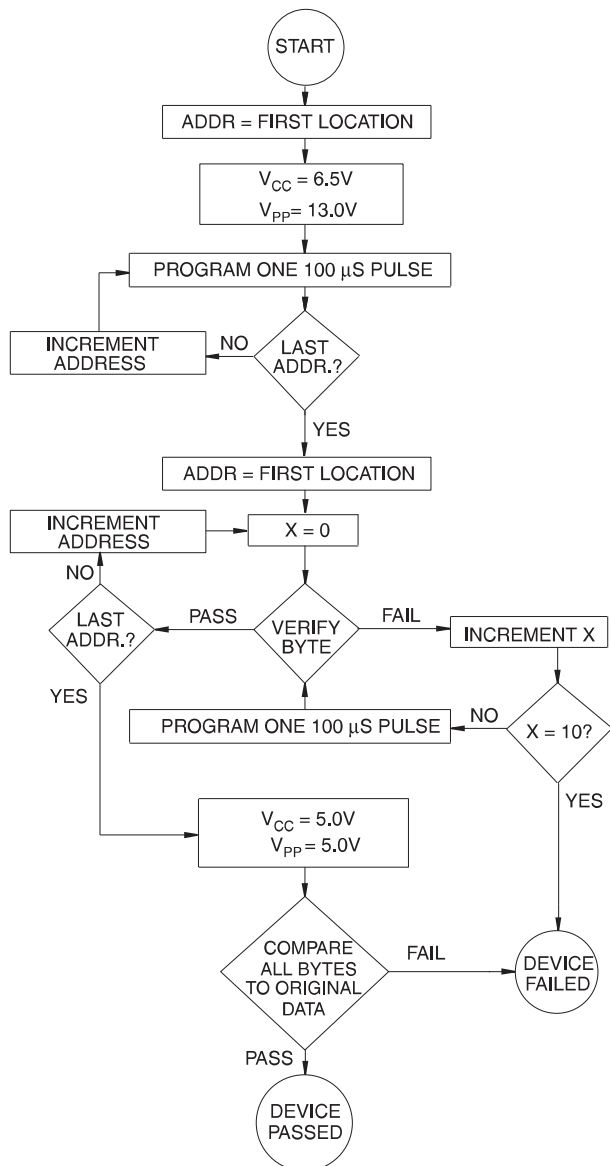 START
ADDR = FIRST LOCATION
VCC = 6.5V
VPP = 13.0V
PROGRAM ONE 100 µS PULSE
INCREMENT
ADDRESS
NO
LAST
ADDR.?
YES
ADDR = FIRST LOCATION
INCREMENT
ADDRESS
X = 0
NO
LAST
ADDR.?
PASS
VERIFY
BYTE
FAIL
INCREMENT X
YES
PROGRAM ONE 100 µS PULSE
NO
X = 10?
YES
VCC = 5.0V
VPP = 5.0V
COMPARE
ALL BYTES
TO ORIGINAL
DATA
FAIL
DEVICE
FAILED
PASS
DEVICE
PASSED